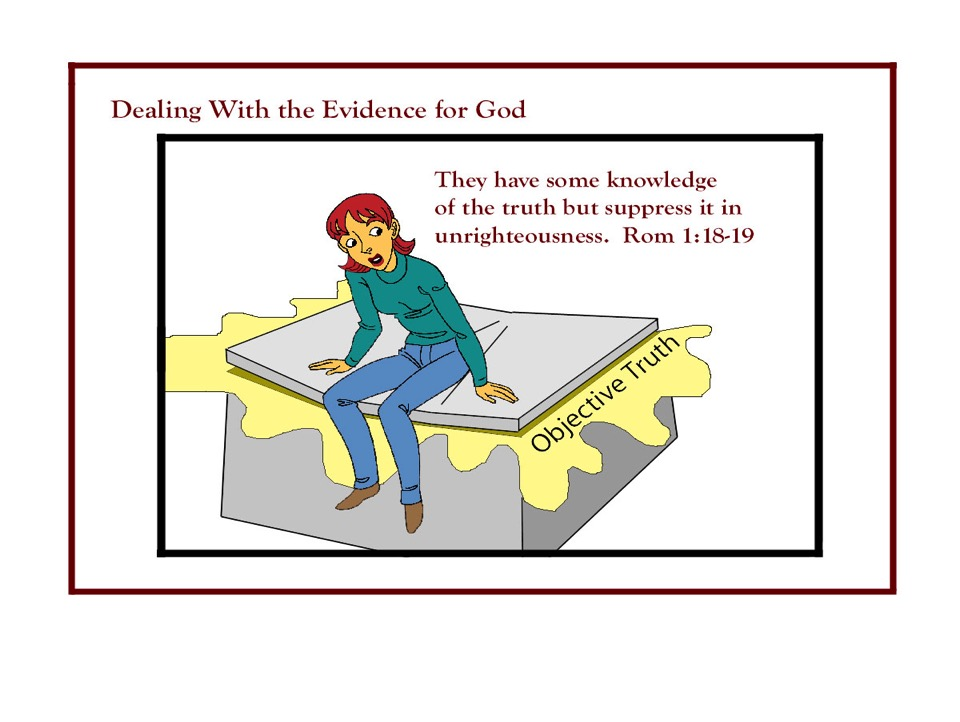 Dealing With the Evidence for God
They have some knowledge
of the truth but suppress it in
unrighteousness.  Rom 1:18-19
Objective Truth